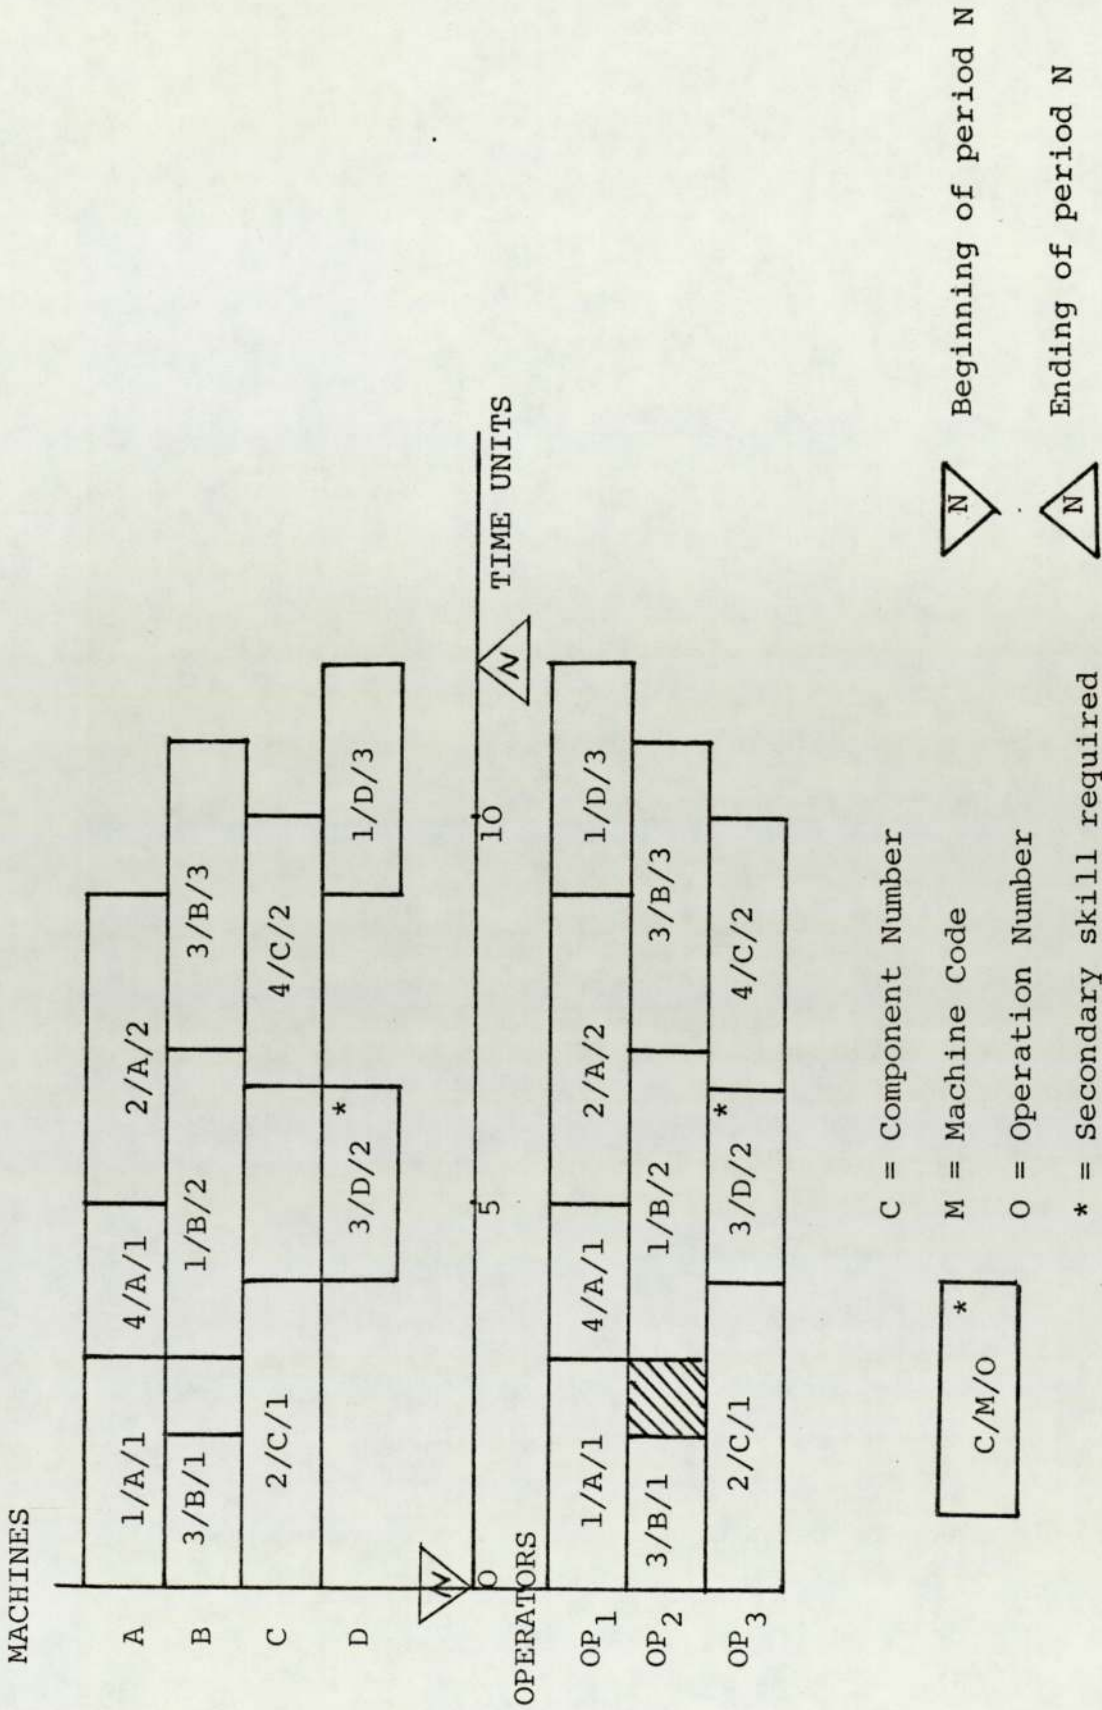 MACHINES
A 1/A/1 4/A/1 2/A/2
B 3/B/1 1/B/2 3/B/3
C 2/C/1 4/C/2
D 3/D/2 * 1/D/3
N N
0 5 10 TIME UNITS
OPERATORS
OP1 1/A/1 4/A/1 2/A/2 1/D/3
OP2 3/B/1 1/B/2 3/B/3
OP3 2/C/1 3/D/2 * 4/C/2
C/M/O *
C = Component Number
M = Machine Code
O = Operation Number
* = Secondary skill required
N Beginning of period N
N Ending of period N